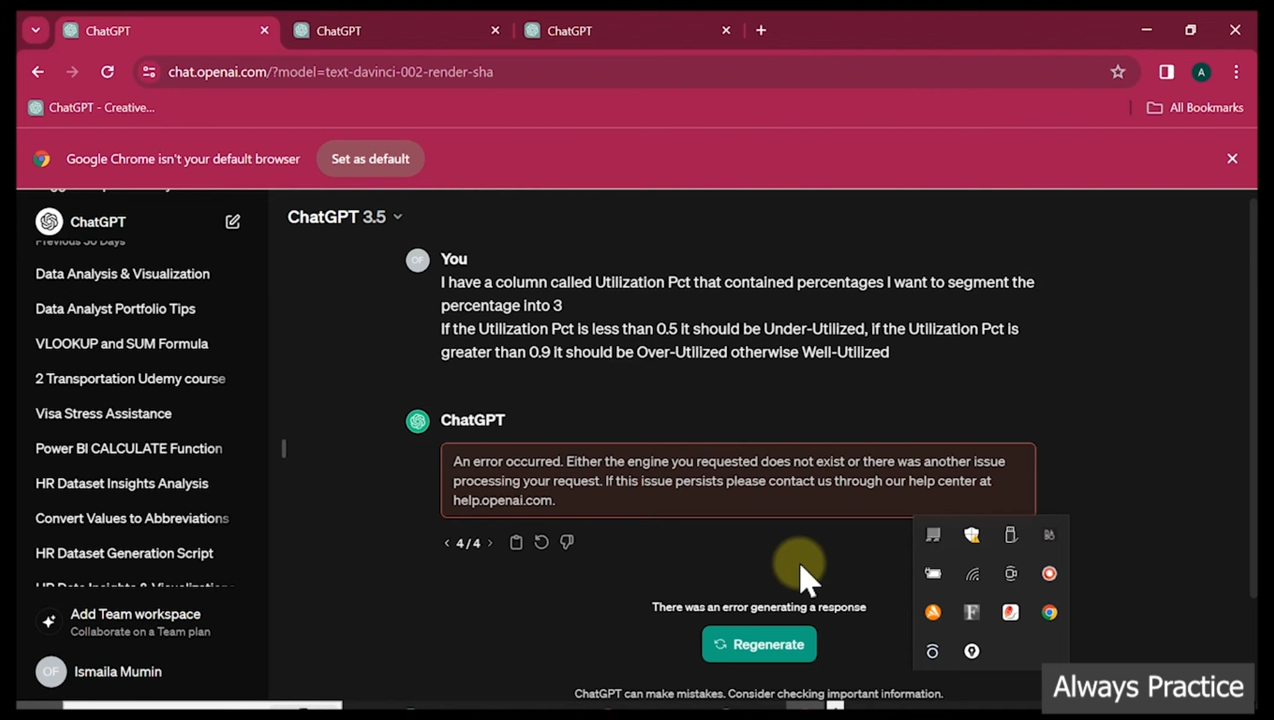 ChatGPT
ChatGPT
ChatGPT
chat.openai.com/?model=text-davinci-002-render-sha
A
ChatGPT - Creative...
All Bookmarks
Google Chrome isn't your default browser
Set as default
ChatGPT
Previous 30 Days
Data Analysis & Visualization
Data Analyst Portfolio Tips
VLOOKUP and SUM Formula
2 Transportation Udemy course
Visa Stress Assistance
Power BI CALCULATE Function
HR Dataset Insights Analysis
Convert Values to Abbreviations
HR Dataset Generation Script
HR Data Insights & Visualization
Add Team workspace
Collaborate on a Team plan
OF
Ismaila Mumin
ChatGPT 3.5
OF
You
I have a column called Utilization Pct that contained percentages I want to segment the
percentage into 3
If the Utilization Pct is less than 0.5 it should be Under-Utilized, if the Utilization Pct is
greater than 0.9 it should be Over-Utilized otherwise Well-Utilized
ChatGPT
An error occurred. Either the engine you requested does not exist or there was another issue
processing your request. If this issue persists please contact us through our help center at
help.openai.com.
4/4
There was an error generating a response
Regenerate
ChatGPT can make mistakes. Consider checking important information.
Always Practice